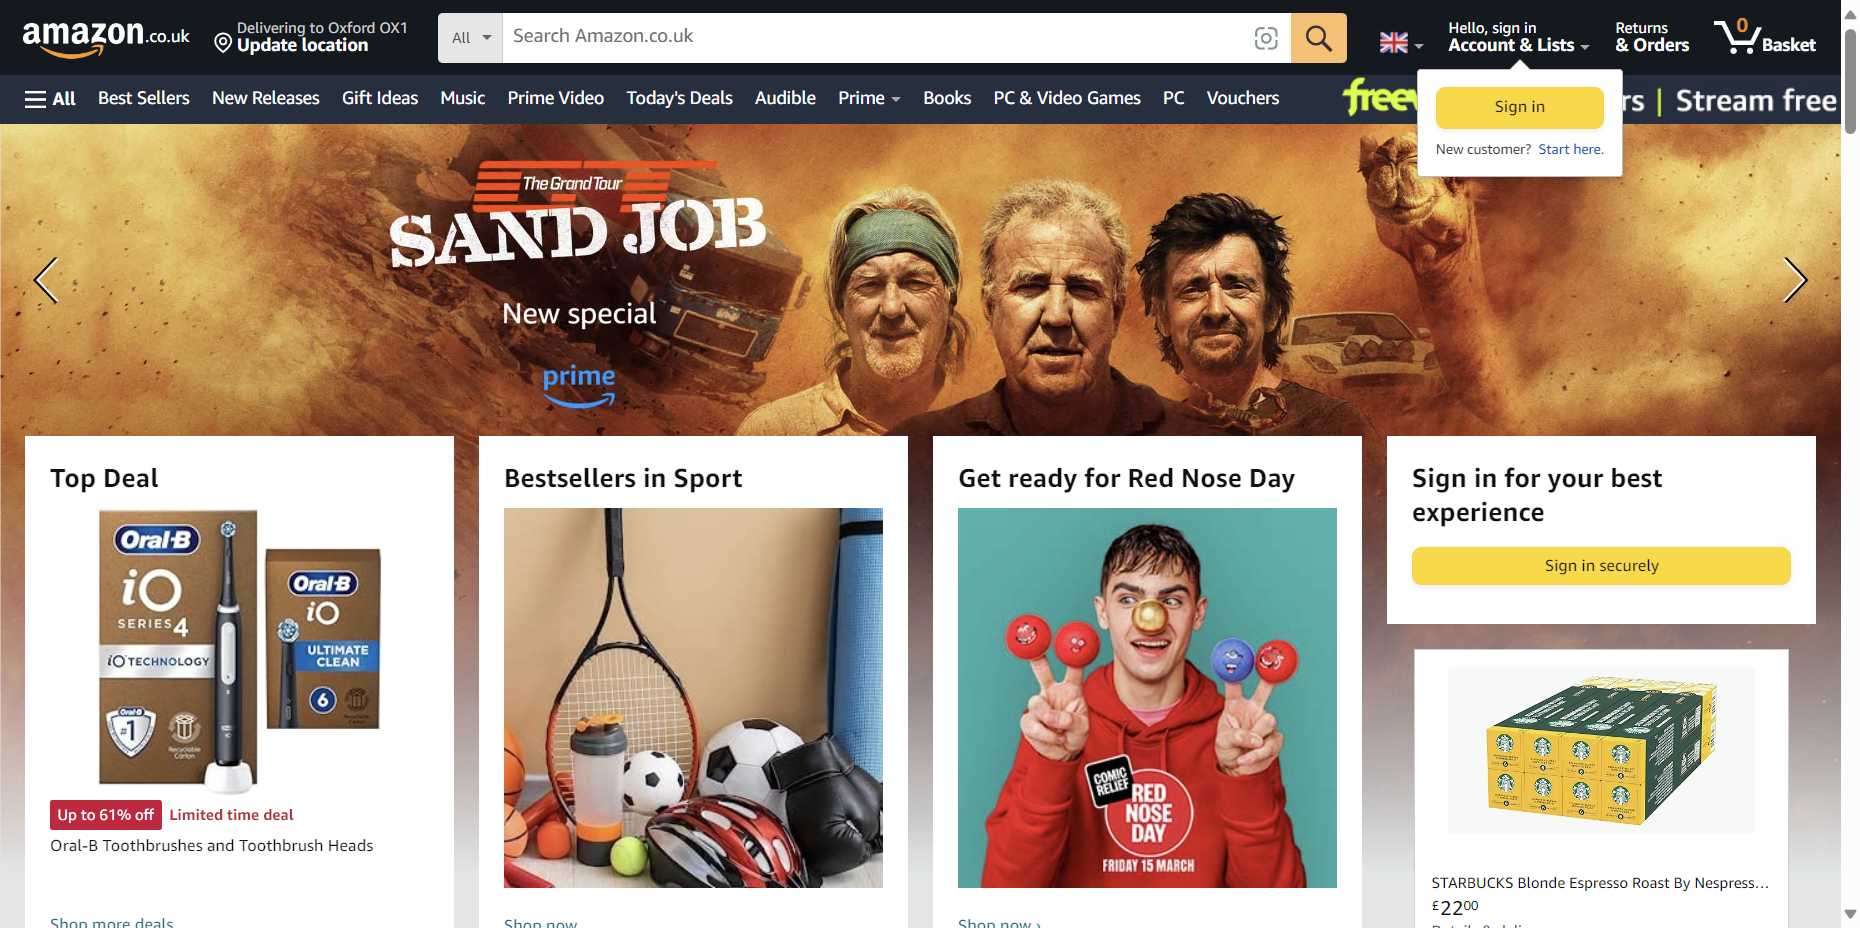 amazon.co.uk
Delivering to Oxford OX1
Update location
All
Search Amazon.co.uk
Hello, sign in
Account & Lists
Returns
& Orders
0
Basket
All
Best Sellers
New Releases
Gift Ideas
Music
Prime Video
Today's Deals
Audible
Prime
Books
PC & Video Games
PC
Vouchers
rs | Stream free
Sign in
New customer? Start here.
The Grand Tour
SAND JOB
New special
prime
Top Deal
Oral-B
iO
SERIES 4
iO TECHNOLOGY
Oral-B
#1
Recyclable
Carton
Oral-B
iO
ULTIMATE
CLEAN
6
Up to 61% off
Limited time deal
Oral-B Toothbrushes and Toothbrush Heads
Shop more deals
Bestsellers in Sport
Shop now
Get ready for Red Nose Day
COMIC
RELIEF
RED
NOSE
DAY
FRIDAY 15 MARCH
Shop now ›
Sign in for your best
experience
Sign in securely
STARBUCKS Blonde Espresso Roast By Nespress...
£2200